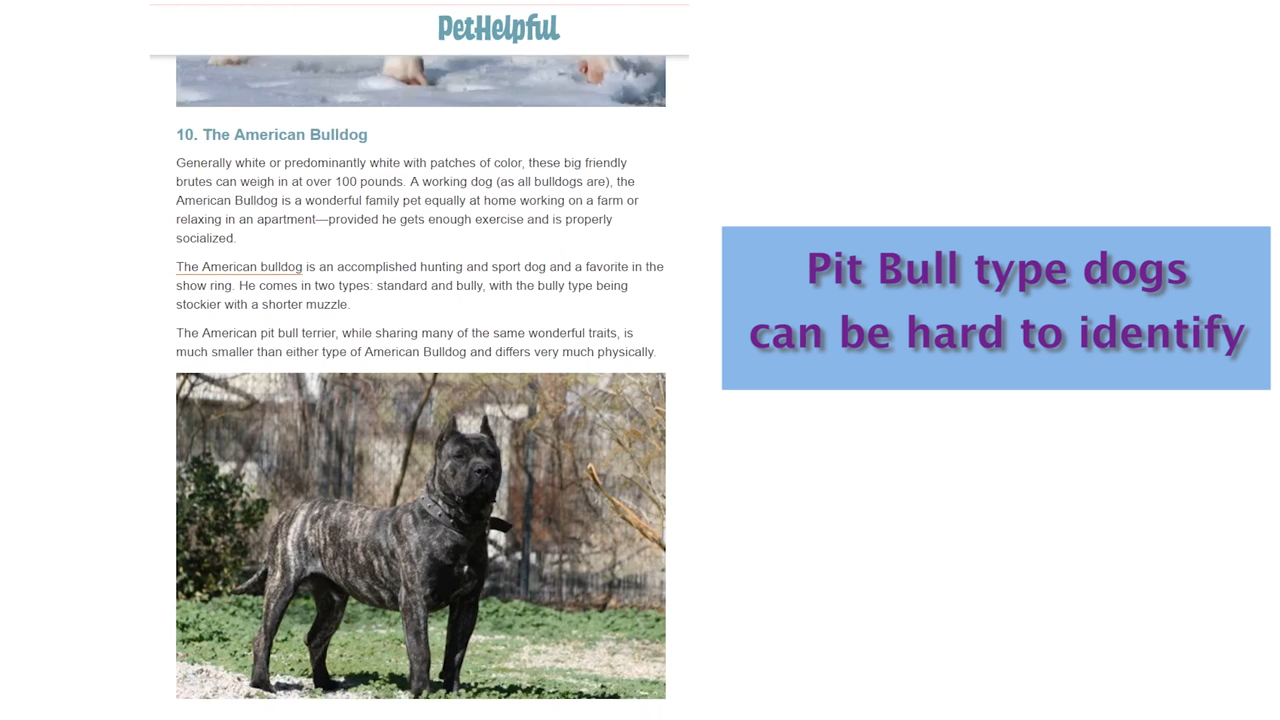 PetHelpful
10. The American Bulldog
Generally white or predominantly white with patches of color, these big friendly
brutes can weigh in at over 100 pounds. A working dog (as all bulldogs are), the
American Bulldog is a wonderful family pet equally at home working on a farm or
relaxing in an apartment—provided he gets enough exercise and is properly
socialized.
The American bulldog is an accomplished hunting and sport dog and a favorite in the
show ring. He comes in two types: standard and bully, with the bully type being
stockier with a shorter muzzle.
The American pit bull terrier, while sharing many of the same wonderful traits, is
much smaller than either type of American Bulldog and differs very much physically.
Pit Bull type dogs
can be hard to identify